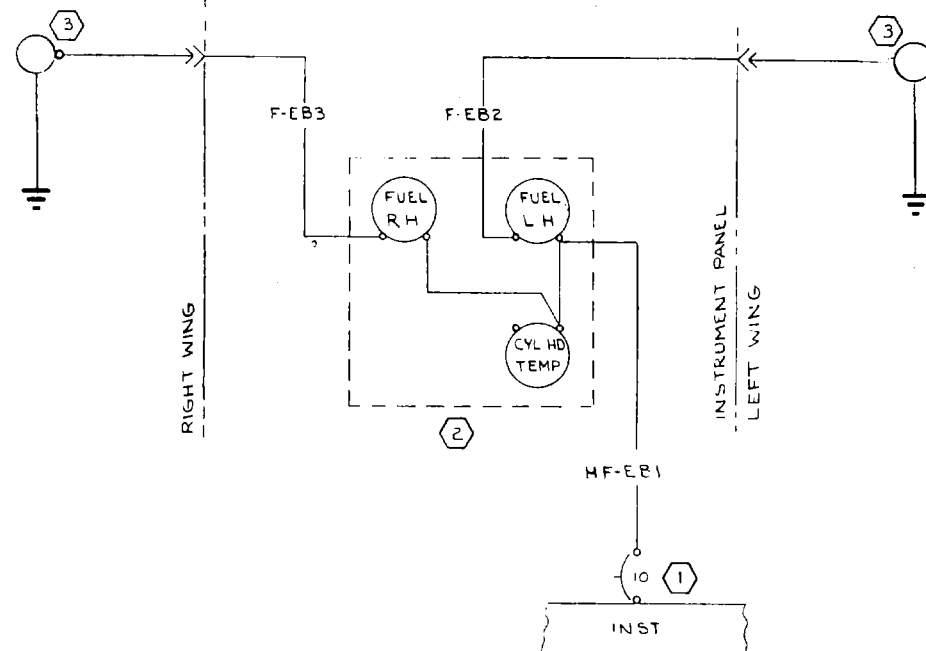 3
3
F-EB3
F-EB2
FUEL
RH
FUEL
LH
CYL HD
TEMP
2
RIGHT WING
INSTRUMENT PANEL
LEFT WING
HF-EB1
10
1
INST